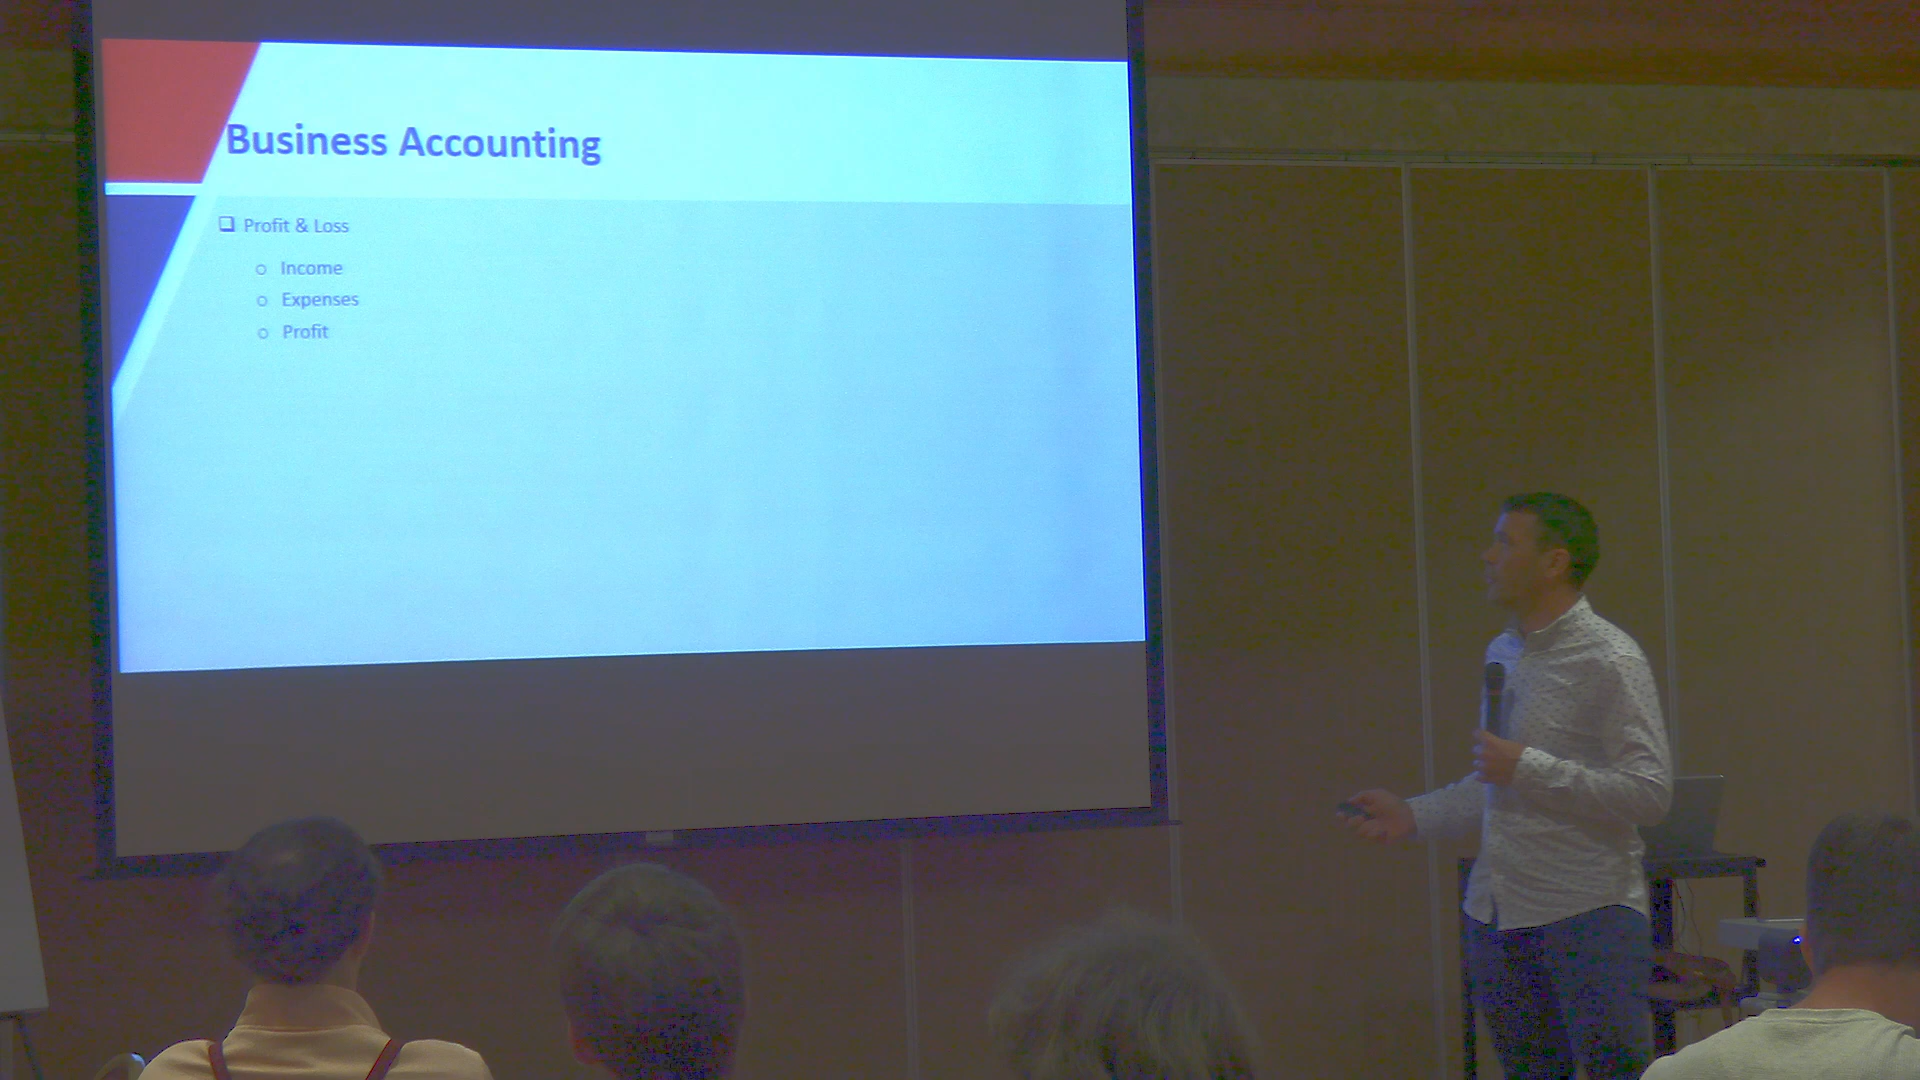 Business Accounting
❑ Profit & Loss
○ Income
○ Expenses
○ Profit